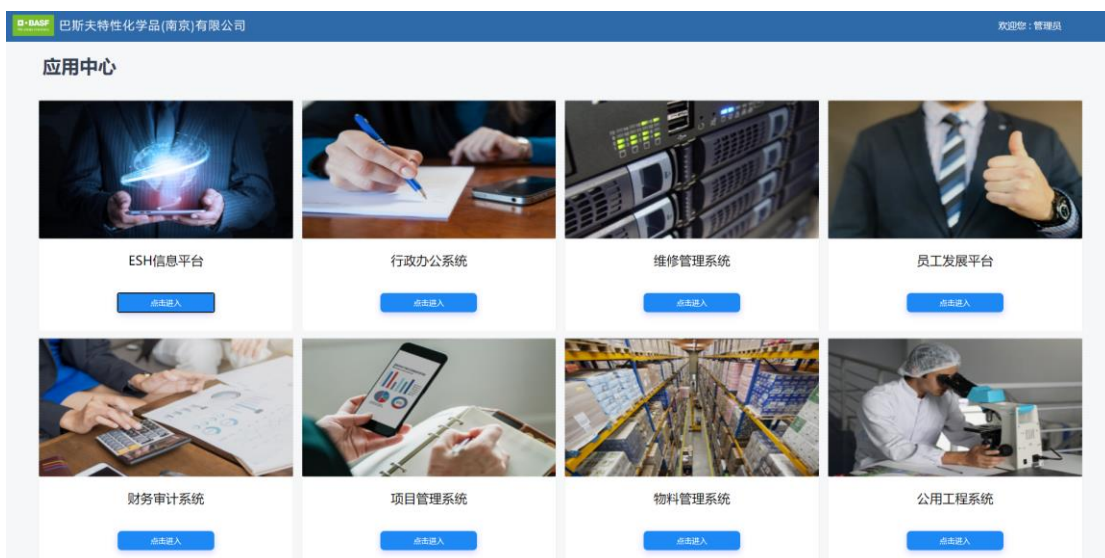 BASF 巴斯夫特性化学品(南京)有限公司 欢迎您：管理员
应用中心
ESH信息平台 行政办公系统 维修管理系统 员工发展平台
点击进入 点击进入 点击进入 点击进入
财务审计系统 项目管理系统 物料管理系统 公用工程系统
点击进入 点击进入 点击进入 点击进入